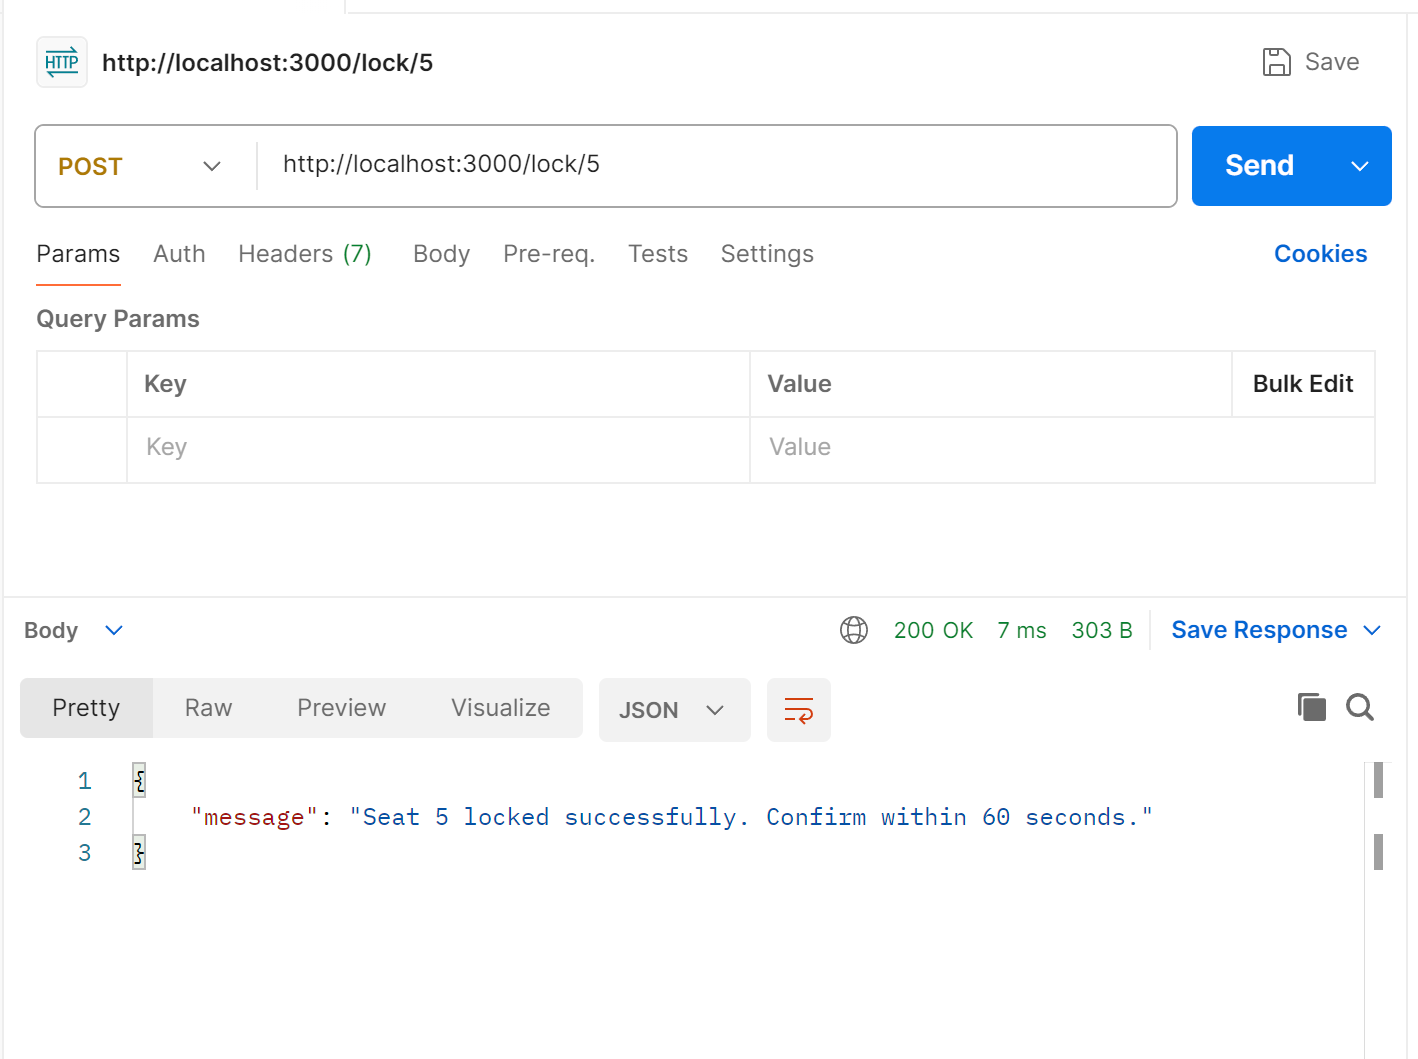 HTTP http://localhost:3000/lock/5 Save
POST http://localhost:3000/lock/5 Send
Params Auth Headers (7) Body Pre-req. Tests Settings Cookies
Query Params
Key Value Bulk Edit
Key Value
Body 200 OK 7 ms 303 B Save Response
Pretty Raw Preview Visualize JSON
1 {
2 "message": "Seat 5 locked successfully. Confirm within 60 seconds."
3 }